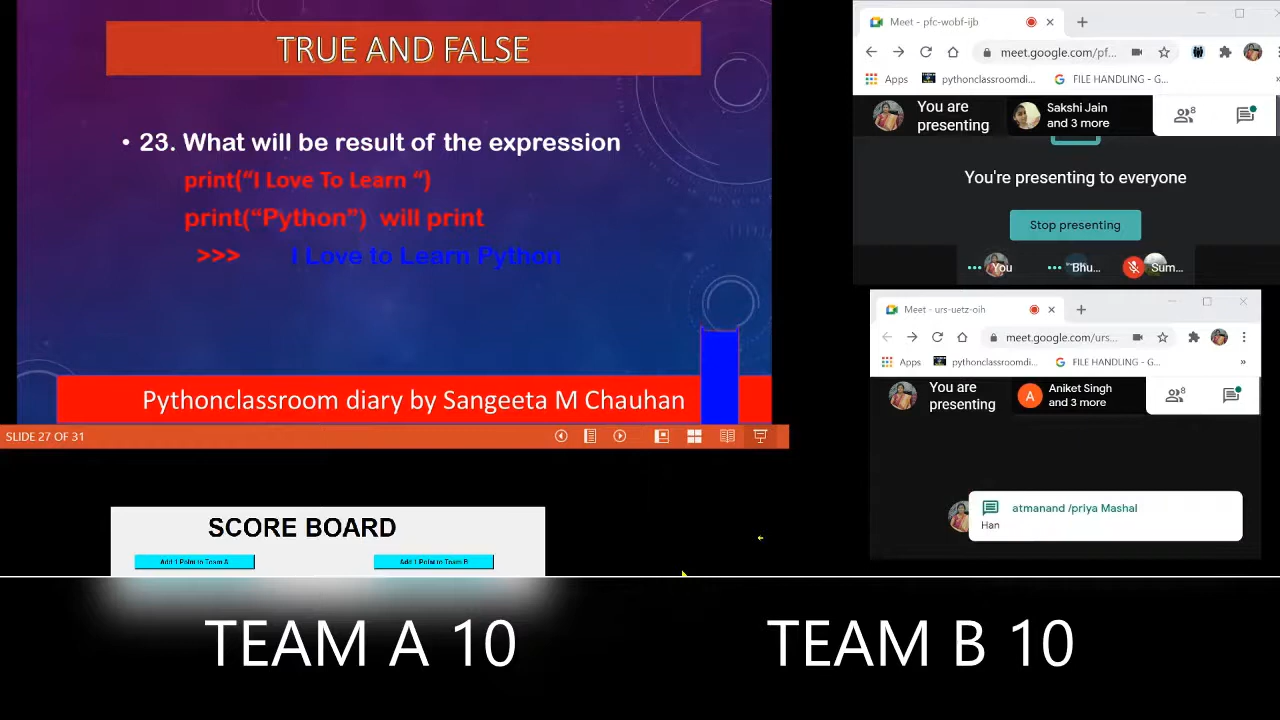 TRUE AND FALSE
• 23. What will be result of the expression
print(“I Love To Learn “)
print(“Python”) will print
>>> I Love to Learn Python
Pythonclassroom diary by Sangeeta M Chauhan
SLIDE 27 OF 31
SCORE BOARD
Add 1 Point to Team A
Add 1 Point to Team B
TEAM A 10
TEAM B 10
Meet - pfc-wobf-ijb
meet.google.com/pf...
Apps
pythonclassroomdi...
FILE HANDLING - G...
»
You are
presenting
Sakshi Jain
and 3 more
8
You're presenting to everyone
Stop presenting
You
Bhu...
Sum...
Meet - urs-uetz-oih
meet.google.com/urs...
Apps
pythonclassroomdi...
FILE HANDLING - G...
»
You are
presenting
A
Aniket Singh
and 3 more
8
atmanand /priya Mashal
Han